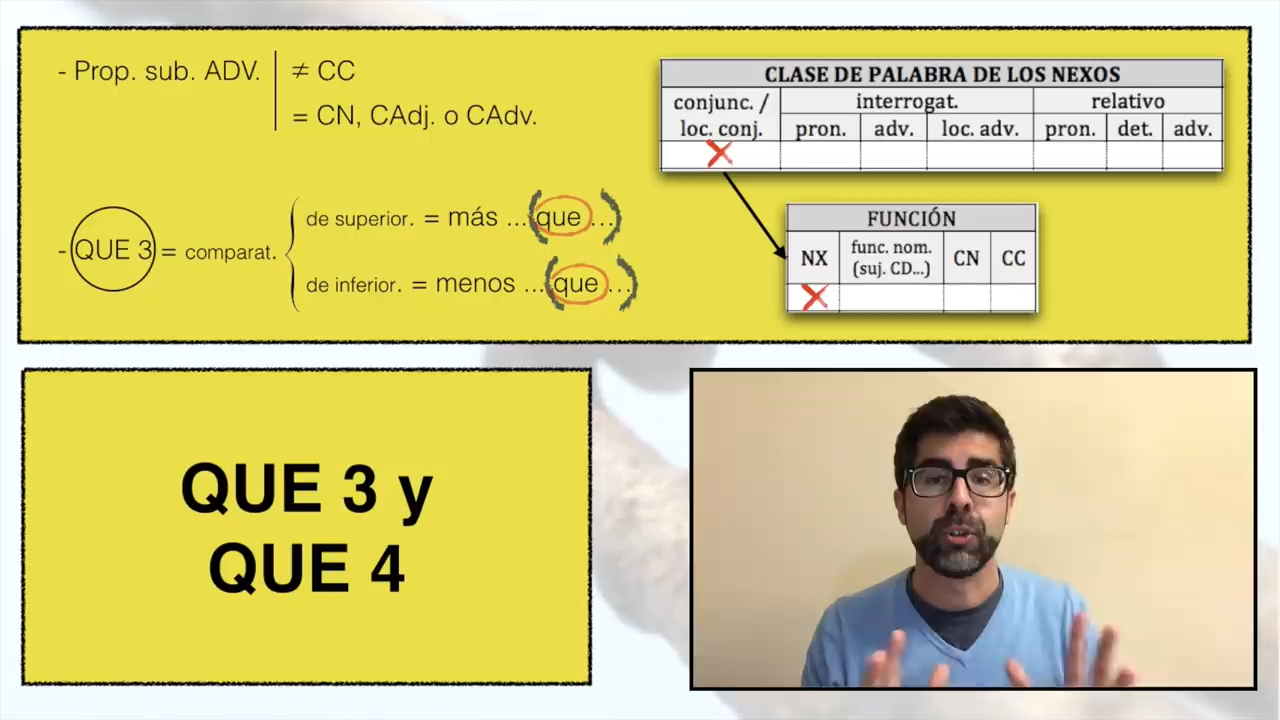 - Prop. sub. ADV.
≠ CC
= CN, CAdj. o CAdv.
- QUE 3 = comparat.
de superior. = más ... que ...
de inferior. = menos ... que ...
CLASE DE PALABRA DE LOS NEXOS
conjunc. / loc. conj.
interrogat.
relativo
pron.
adv.
loc. adv.
pron.
det.
adv.
FUNCIÓN
NX
func. nom.
(suj. CD...)
CN
CC
QUE 3 y
QUE 4